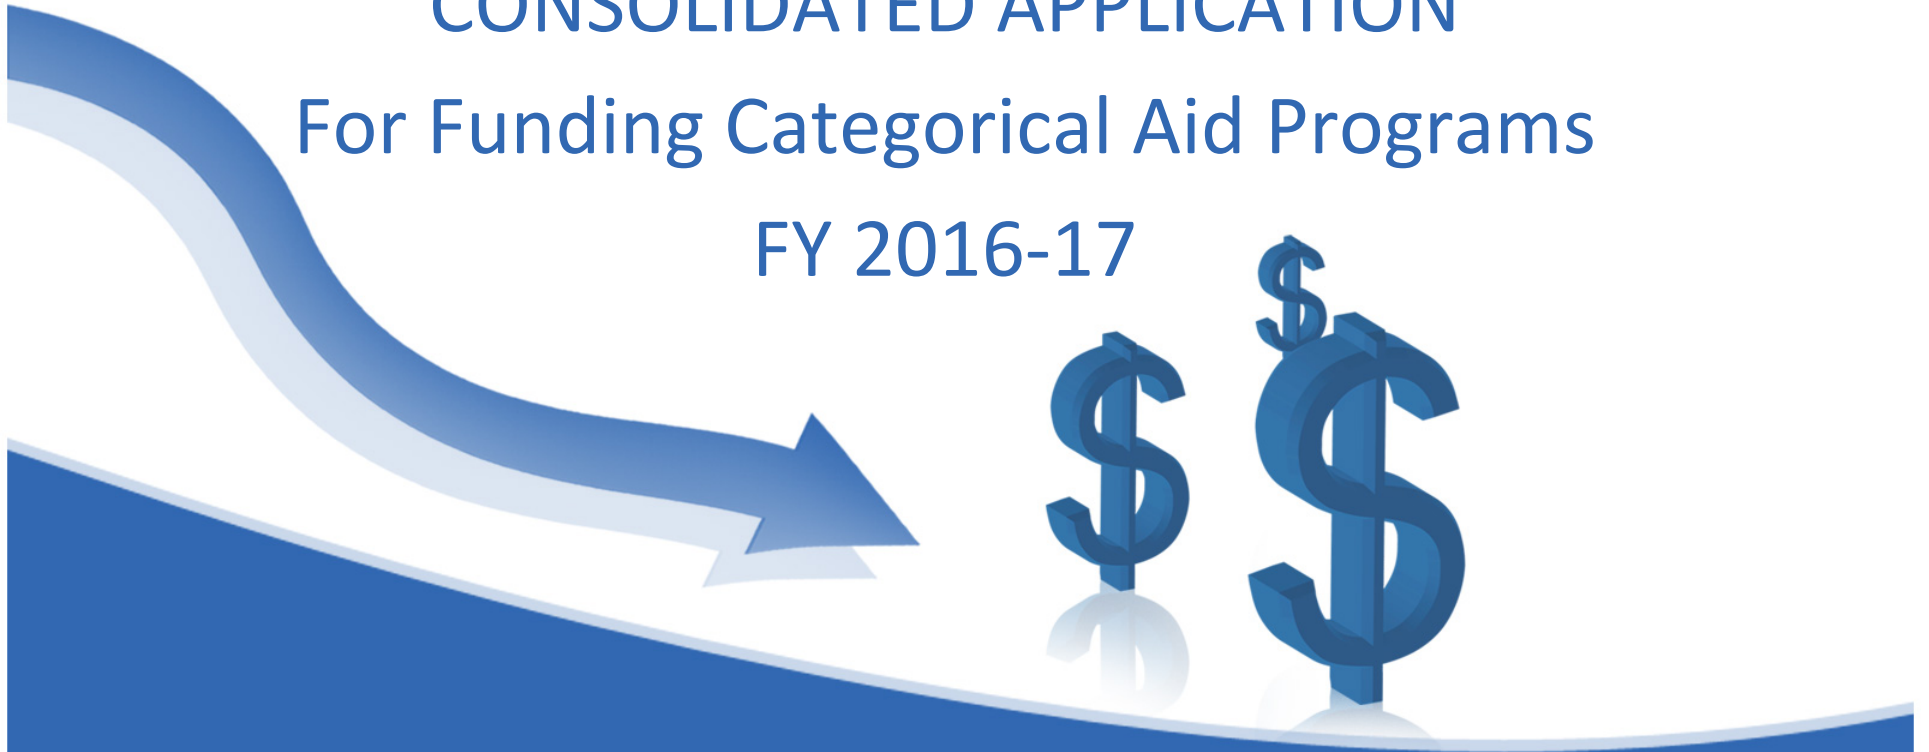 CONSOLIDATED APPLICATION
For Funding Categorical Aid Programs
FY 2016-17